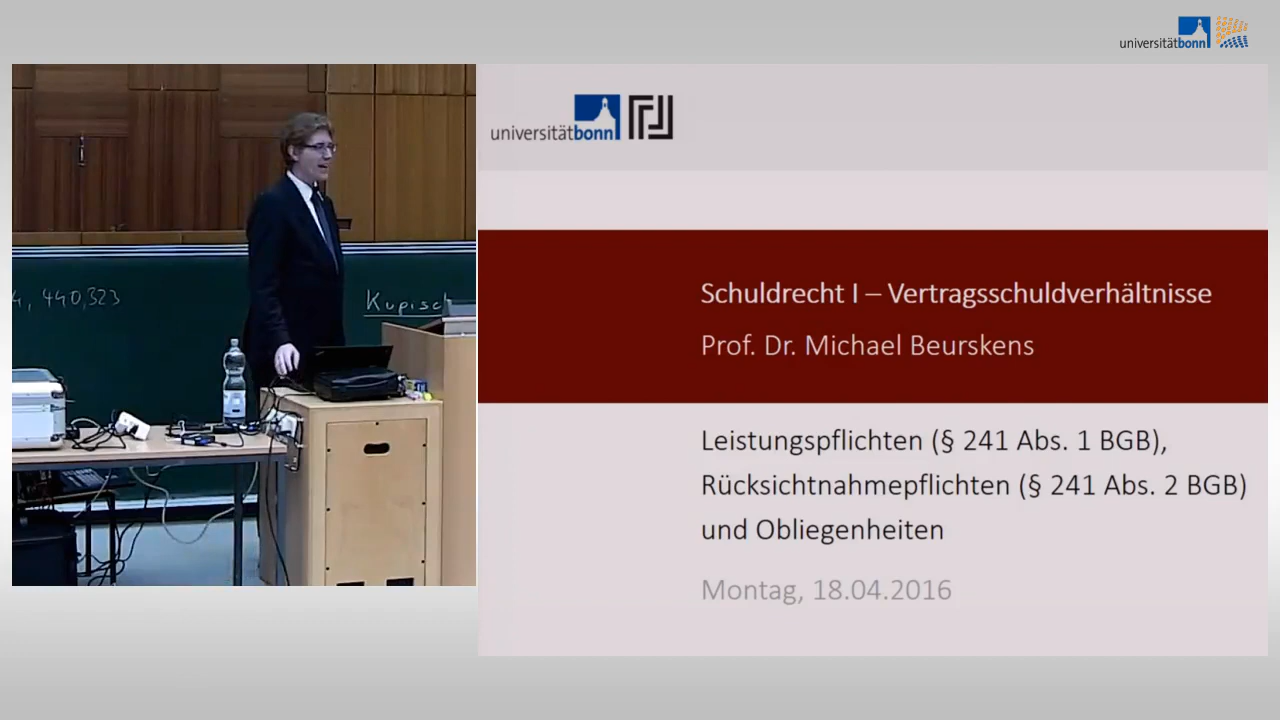 universitätbonn
universitätbonn
Schuldrecht I – Vertragsschuldverhältnisse
Prof. Dr. Michael Beurskens
Leistungspflichten (§ 241 Abs. 1 BGB),
Rücksichtnahmepflichten (§ 241 Abs. 2 BGB)
und Obliegenheiten
Montag, 18.04.2016
440,323
Kupisch